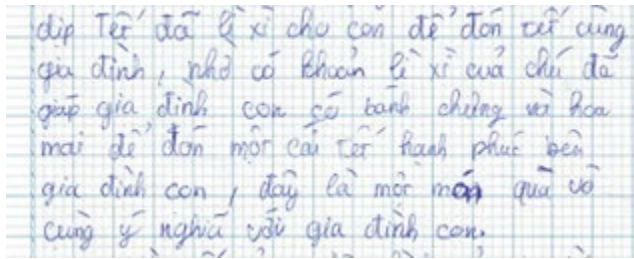 dịp Tết đã lì xì cho con để đón tết cùng
gia đình, nhờ có khoản lì xì của chú đã
giúp gia đình con có bánh chưng và hoa
mai để đón một cái tết hạnh phúc bên
gia đình con, đây là một món quà vô
cùng ý nghĩa với gia đình con.